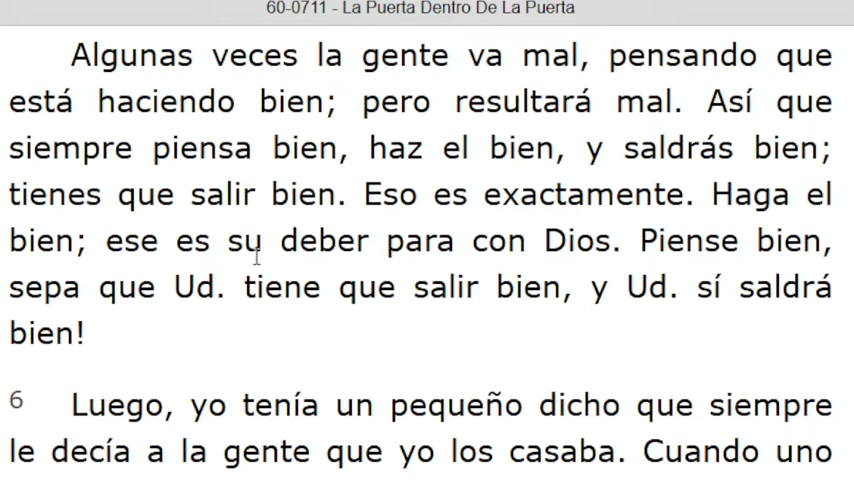 60-0711 - La Puerta Dentro De La Puerta
Algunas veces la gente va mal, pensando que
está haciendo bien; pero resultará mal. Así que
siempre piensa bien, haz el bien, y saldrás bien;
tienes que salir bien. Eso es exactamente. Haga el
bien; ese es su deber para con Dios. Piense bien,
sepa que Ud. tiene que salir bien, y Ud. sí saldrá
bien!
6 Luego, yo tenía un pequeño dicho que siempre
le decía a la gente que yo los casaba. Cuando uno